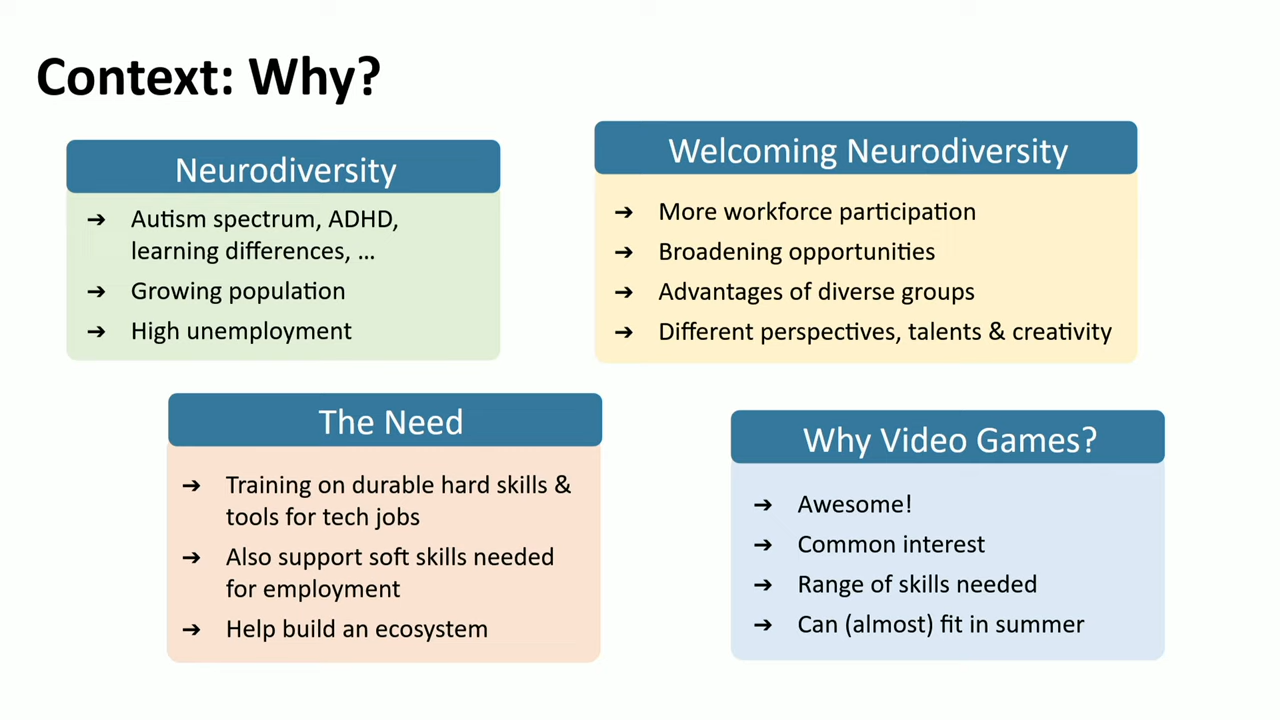 Context: Why?
Neurodiversity
➔ Autism spectrum, ADHD,
learning differences, ...
➔ Growing population
➔ High unemployment
Welcoming Neurodiversity
➔ More workforce participation
➔ Broadening opportunities
➔ Advantages of diverse groups
➔ Different perspectives, talents & creativity
The Need
➔ Training on durable hard skills &
tools for tech jobs
➔ Also support soft skills needed
for employment
➔ Help build an ecosystem
Why Video Games?
➔ Awesome!
➔ Common interest
➔ Range of skills needed
➔ Can (almost) fit in summer